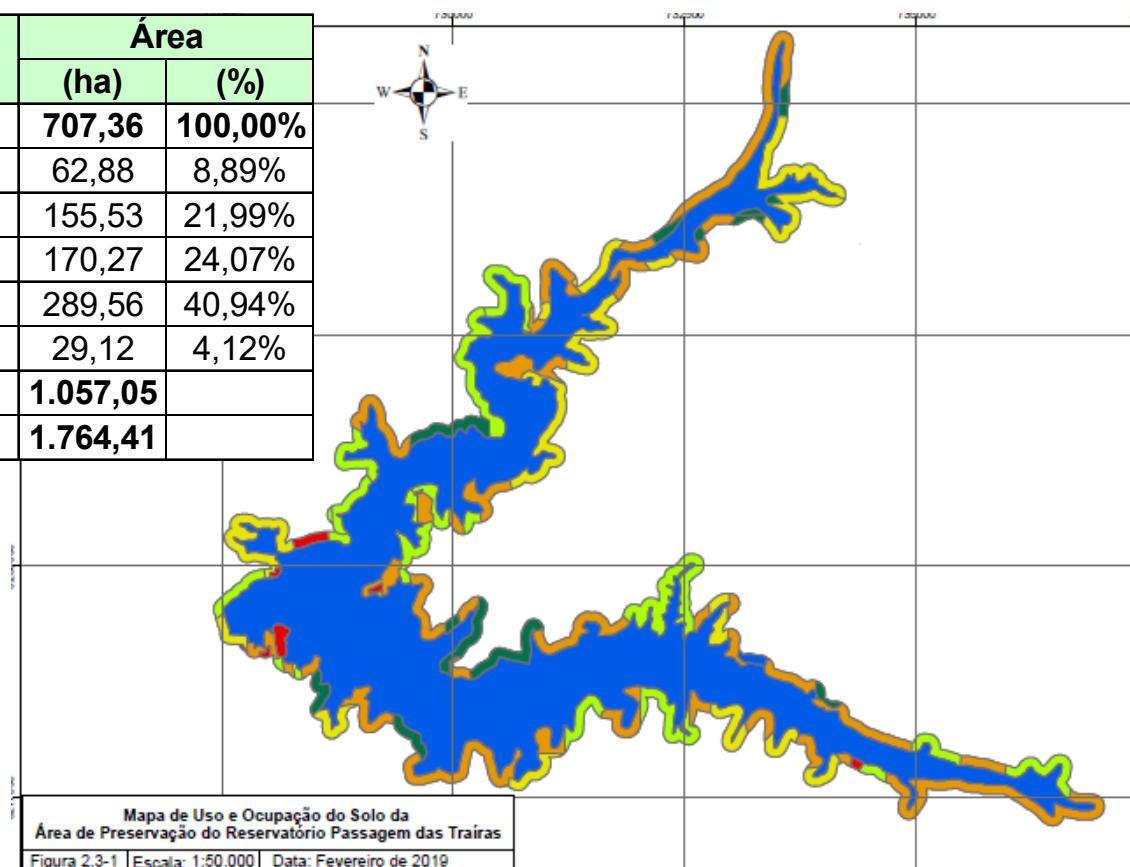 730000 732500 735000
Área
(ha) (%)
707,36 100,00%
62,88 8,89%
155,53 21,99%
170,27 24,07%
289,56 40,94%
29,12 4,12%
1.057,05
1.764,41
N
W E
S
Mapa de Uso e Ocupação do Solo da
Área de Preservação do Reservatório Passagem das Traíras
Figura 2.3-1 Escala: 1:50.000 Data: Fevereiro de 2019